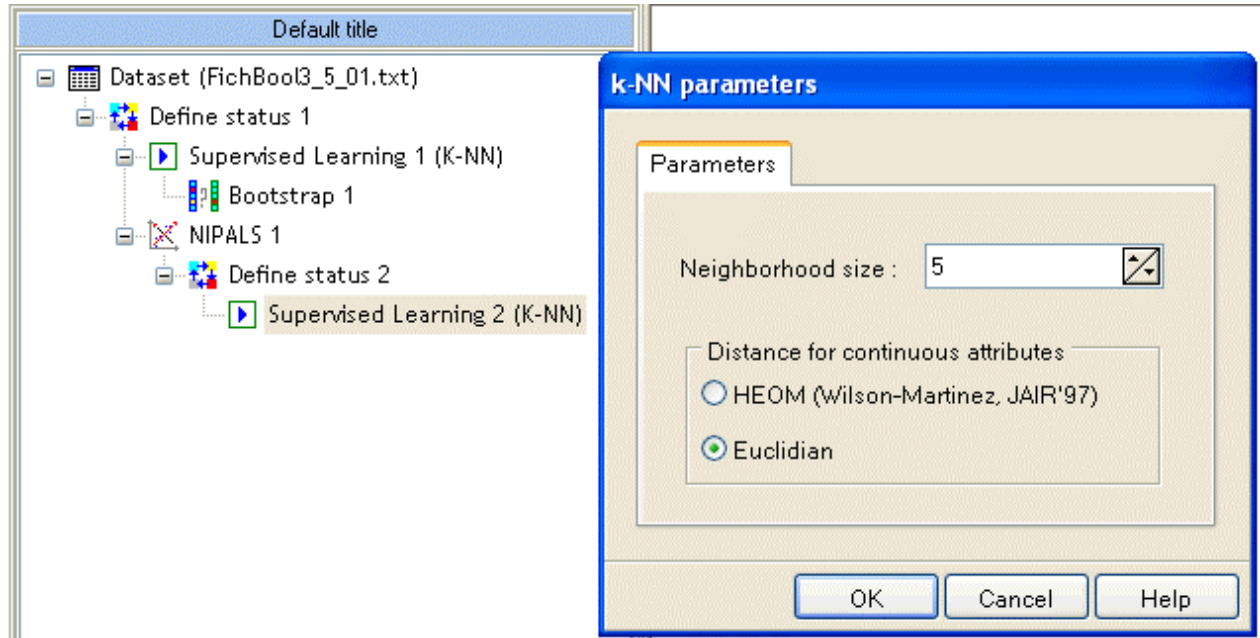 Default title
Dataset (FichBool3_5_01.txt)
Define status 1
Supervised Learning 1 (K-NN)
Bootstrap 1
NIPALS 1
Define status 2
Supervised Learning 2 (K-NN)
k-NN parameters
Parameters
Neighborhood size : 5
Distance for continuous attributes
HEOM (Wilson-Martinez, JAIR'97)
Euclidian
OK Cancel Help